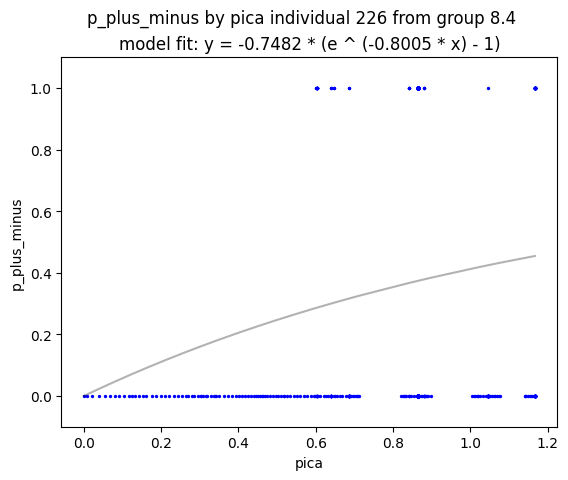 p_plus_minus by pica individual 226 from group 8.4
model fit: y = -0.7482 * (e ^ (-0.8005 * x) - 1)
1.0
0.8
0.6
0.4
0.2
0.0
p_plus_minus
0.0 0.2 0.4 0.6 0.8 1.0 1.2
pica